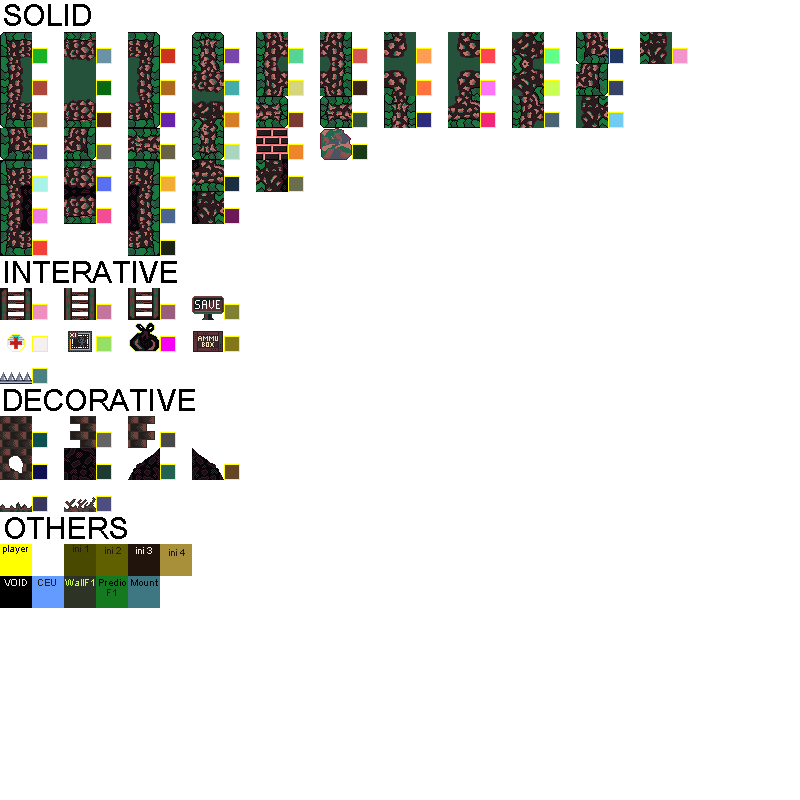 SOLID
INTERATIVE
SAVE
AMMU
BOX
DECORATIVE
OTHERS
player
ini 1
ini 2
ini 3
ini 4
VOID
CEU
WallF1
Predio
F1
Mount